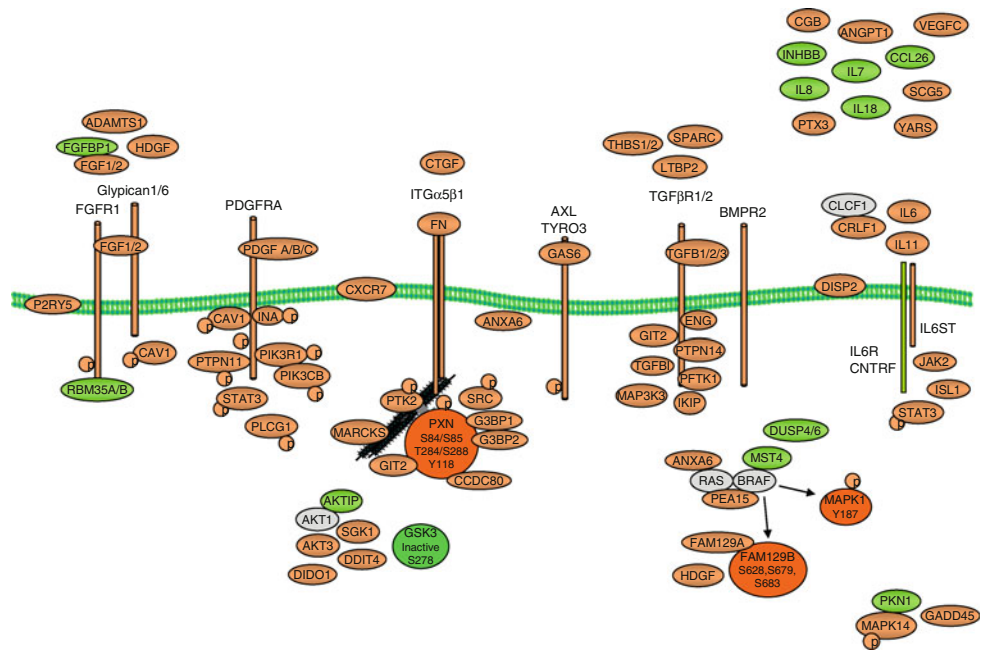 CGB
ANGPT1
VEGFC
INHBB
IL7
CCL26
IL8
IL18
SCG5
PTX3
YARS
ADAMTS1
FGFBP1
HDGF
FGF1/2
Glypican1/6
FGFR1
FGF1/2
P2RY5
p
p
CAV1
RBM35A/B
PDGFRA
PDGF A/B/C
CAV1
INA
p
p
p
PTPN11
PIK3R1
p
p
PIK3CB
p
STAT3
p
PLCG1
p
CTGF
ITGα5β1
FN
CXCR7
ANXA6
p
PTK2
p
p
SRC
MARCKS
PXN
S84/S85
T284/S288
Y118
G3BP1
G3BP2
GIT2
CCDC80
AKTIP
AKT1
SGK1
AKT3
DDIT4
DIDO1
GSK3
Inactive
S278
AXL
TYRO3
GAS6
p
THBS1/2
SPARC
LTBP2
TGFβR1/2
BMPR2
TGFB1/2/3
ENG
GIT2
PTPN14
TGFBI
PFTK1
MAP3K3
IKIP
CLCF1
CRLF1
IL6
IL11
DISP2
IL6ST
IL6R
CNTRF
JAK2
ISL1
STAT3
p
DUSP4/6
MST4
ANXA6
RAS
BRAF
PEA15
p
MAPK1
Y187
FAM129A
FAM129B
S628,S679,
S683
HDGF
PKN1
MAPK14
GADD45
p